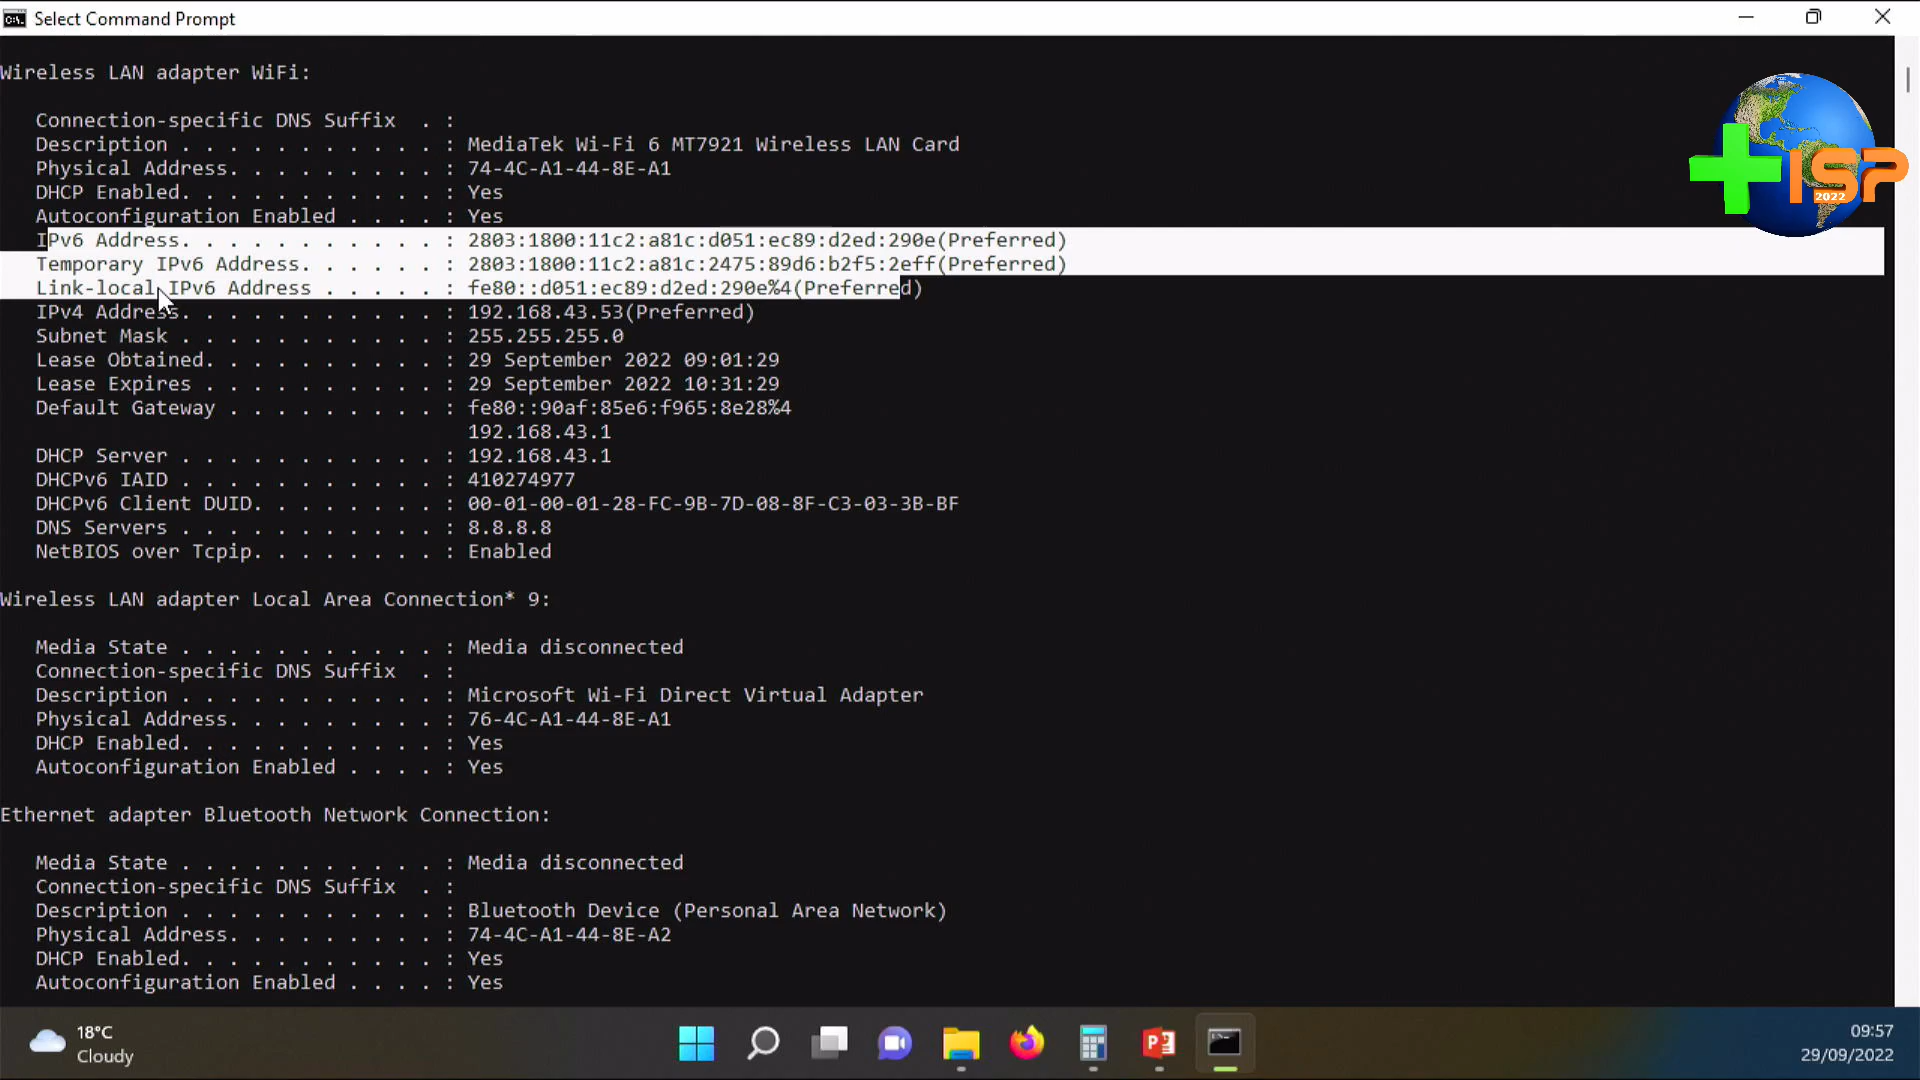 Select Command Prompt
Wireless LAN adapter WiFi:
Connection-specific DNS Suffix . :
Description . . . . . . . . . . . : MediaTek Wi-Fi 6 MT7921 Wireless LAN Card
Physical Address. . . . . . . . . : 74-4C-A1-44-8E-A1
DHCP Enabled. . . . . . . . . . . : Yes
Autoconfiguration Enabled . . . . : Yes
IPv6 Address. . . . . . . . . . . : 2803:1800:11c2:a81c:d051:ec89:d2ed:290e(Preferred)
Temporary IPv6 Address. . . . . . : 2803:1800:11c2:a81c:2475:89d6:b2f5:2eff(Preferred)
Link-local IPv6 Address . . . . . : fe80::d051:ec89:d2ed:290e%4(Preferred)
IPv4 Address. . . . . . . . . . . : 192.168.43.53(Preferred)
Subnet Mask . . . . . . . . . . . : 255.255.255.0
Lease Obtained. . . . . . . . . . : 29 September 2022 09:01:29
Lease Expires . . . . . . . . . . : 29 September 2022 10:31:29
Default Gateway . . . . . . . . . : fe80::90af:85e6:f965:8e28%4
192.168.43.1
DHCP Server . . . . . . . . . . . : 192.168.43.1
DHCPv6 IAID . . . . . . . . . . . : 410274977
DHCPv6 Client DUID. . . . . . . . : 00-01-00-01-28-FC-9B-7D-08-8F-C3-03-3B-BF
DNS Servers . . . . . . . . . . . : 8.8.8.8
NetBIOS over Tcpip. . . . . . . . : Enabled
Wireless LAN adapter Local Area Connection* 9:
Media State . . . . . . . . . . . : Media disconnected
Connection-specific DNS Suffix . :
Description . . . . . . . . . . . : Microsoft Wi-Fi Direct Virtual Adapter
Physical Address. . . . . . . . . : 76-4C-A1-44-8E-A1
DHCP Enabled. . . . . . . . . . . : Yes
Autoconfiguration Enabled . . . . : Yes
Ethernet adapter Bluetooth Network Connection:
Media State . . . . . . . . . . . : Media disconnected
Connection-specific DNS Suffix . :
Description . . . . . . . . . . . : Bluetooth Device (Personal Area Network)
Physical Address. . . . . . . . . : 74-4C-A1-44-8E-A2
DHCP Enabled. . . . . . . . . . . : Yes
Autoconfiguration Enabled . . . . : Yes
+ISP
2022
18°C
Cloudy
09:57
29/09/2022